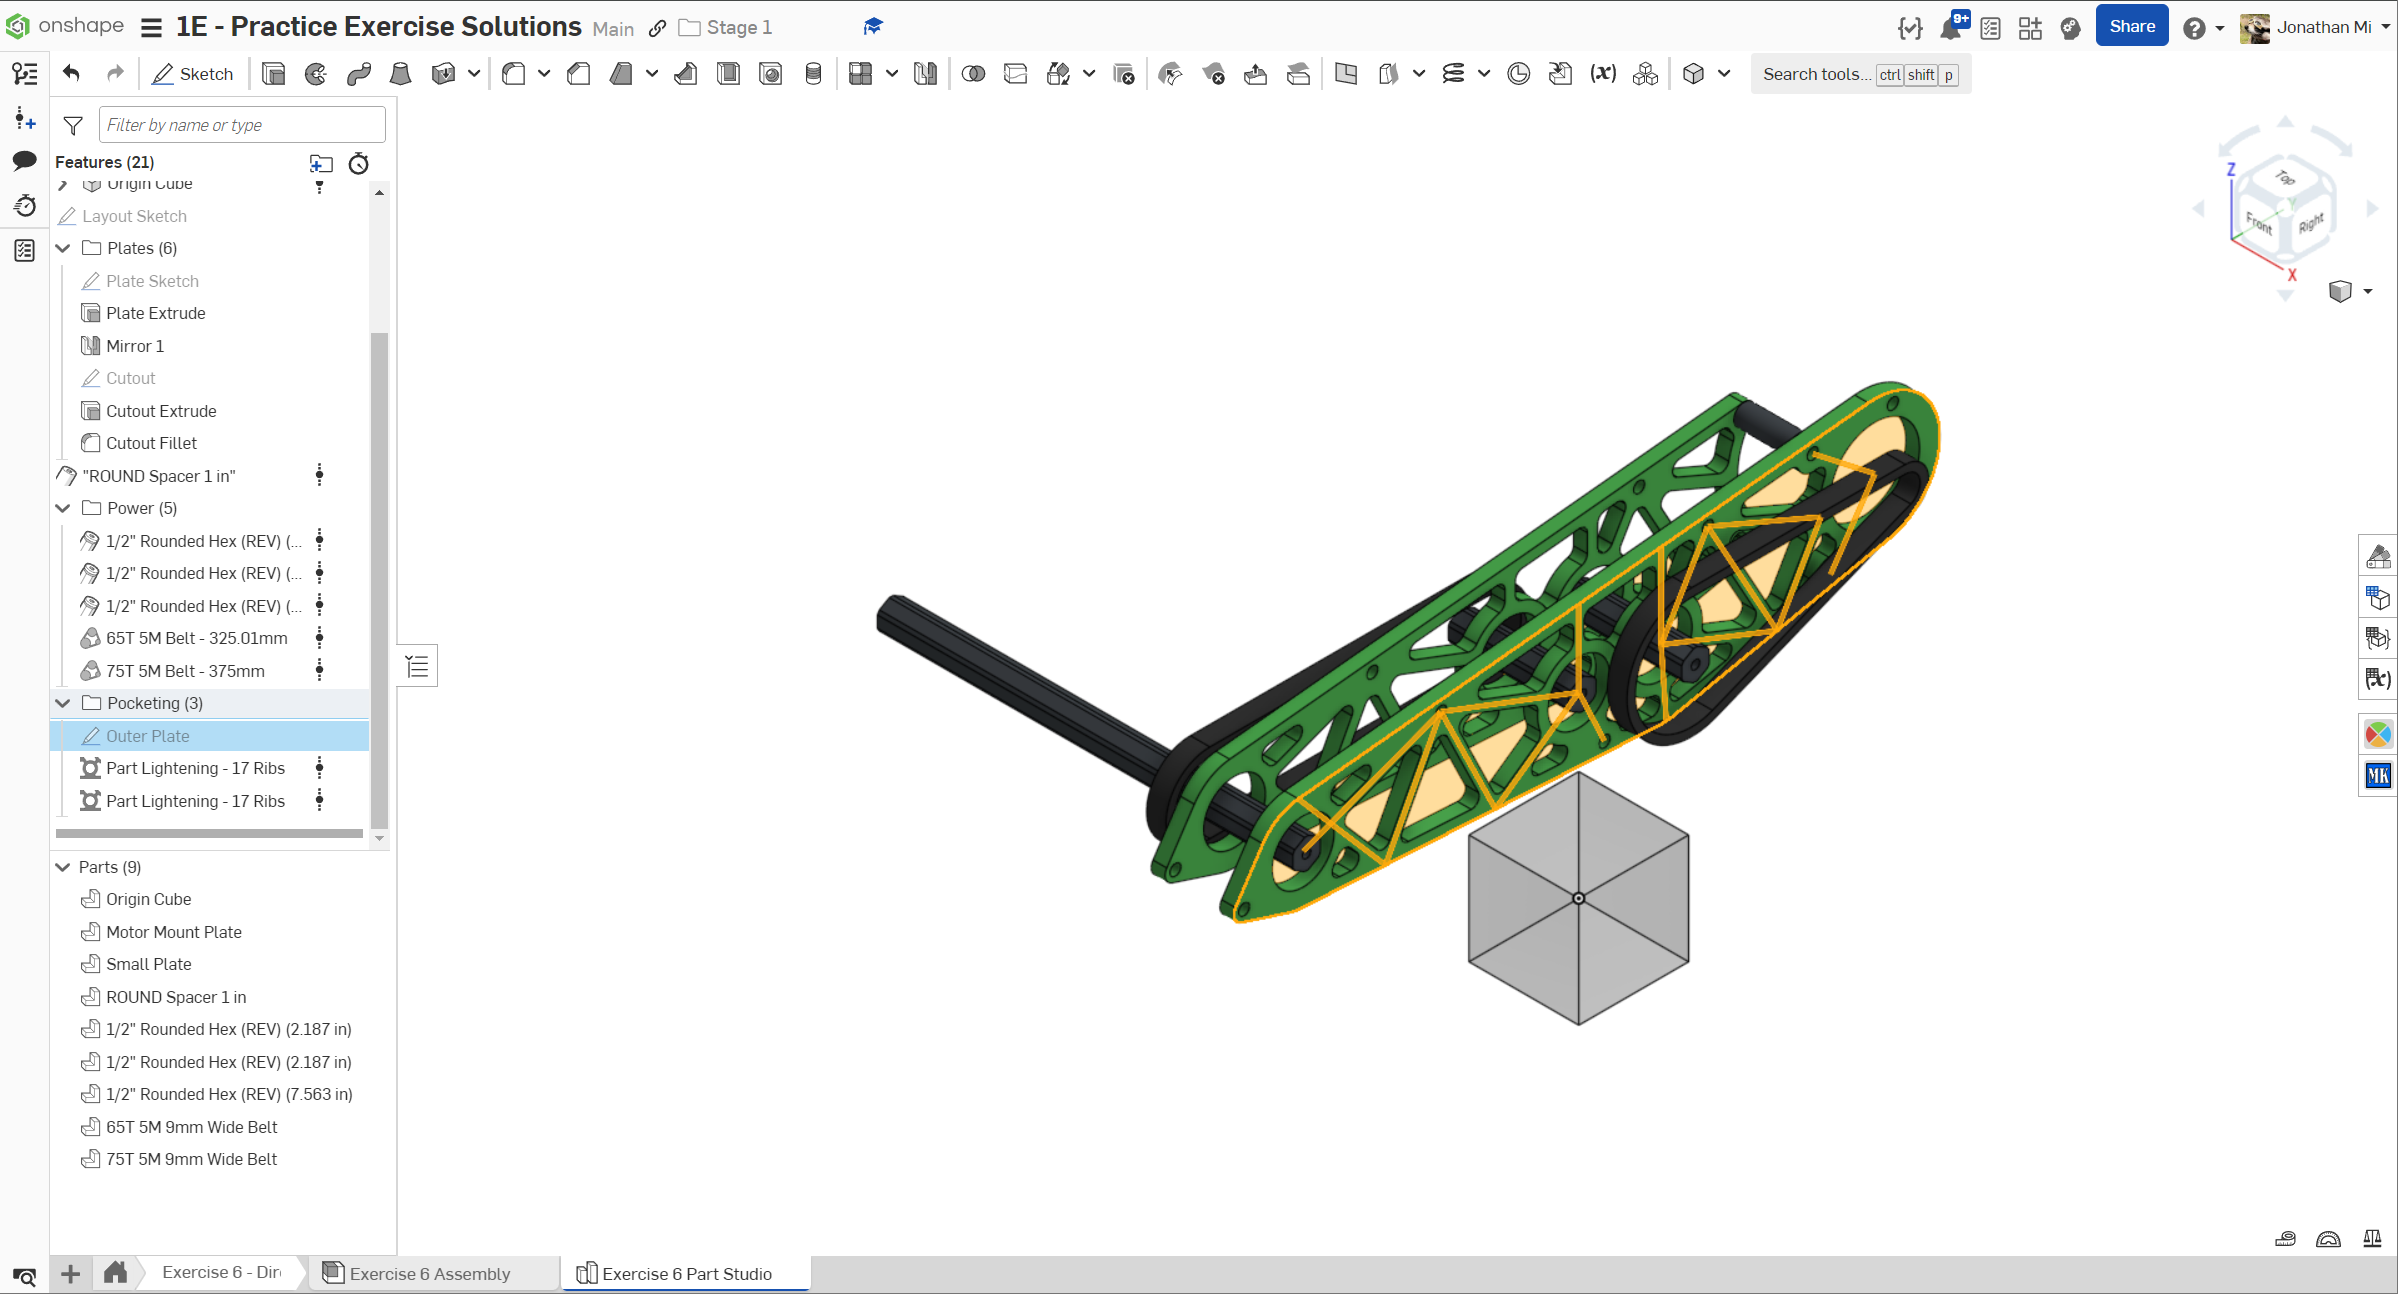 onshape
1E - Practice Exercise Solutions Main Stage 1
9+
Share
Jonathan Mi
Sketch
(x)
Search tools... ctrl shift p
Filter by name or type
Features (21)
Origin Cube
Layout Sketch
Plates (6)
Plate Sketch
Plate Extrude
Mirror 1
Cutout
Cutout Extrude
Cutout Fillet
"ROUND Spacer 1 in"
Power (5)
1/2" Rounded Hex (REV) (...
1/2" Rounded Hex (REV) (...
1/2" Rounded Hex (REV) (...
65T 5M Belt - 325.01mm
75T 5M Belt - 375mm
Pocketing (3)
Outer Plate
Part Lightening - 17 Ribs
Part Lightening - 17 Ribs
Parts (9)
Origin Cube
Motor Mount Plate
Small Plate
ROUND Spacer 1 in
1/2" Rounded Hex (REV) (2.187 in)
1/2" Rounded Hex (REV) (2.187 in)
1/2" Rounded Hex (REV) (7.563 in)
65T 5M 9mm Wide Belt
75T 5M 9mm Wide Belt
Z
Top
Y
Front
Right
X
(x)
MK
Exercise 6 - Dir
Exercise 6 Assembly
Exercise 6 Part Studio